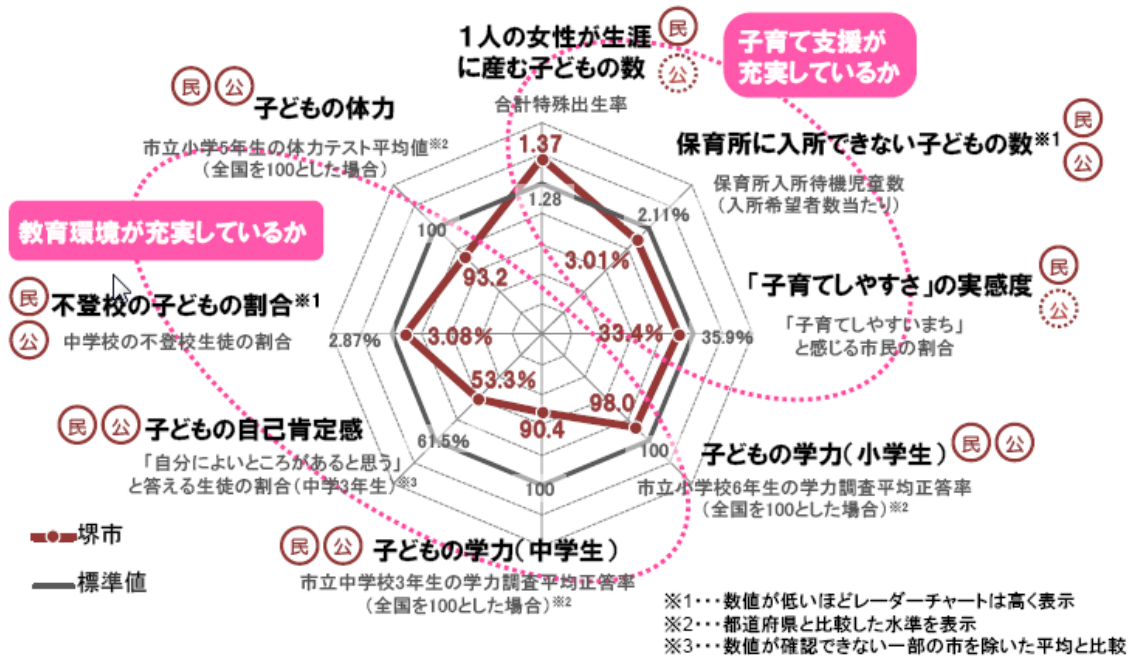 1人の女性が生涯
に産む子どもの数
民
公
合計特殊出生率
子育て支援が
充実しているか
民 公
子どもの体力
市立小学5年生の体力テスト平均値※2
(全国を100とした場合)
保育所に入所できない子どもの数※1
民
公
保育所入所待機児童数
(入所希望者数当たり)
教育環境が充実しているか
1.37
1.28
2.11%
3.01%
100
93.2
「子育てしやすさ」の実感度
民
公
「子育てしやすいまち」
と感じる市民の割合
33.4%
35.9%
民
公
不登校の子どもの割合※1
中学校の不登校生徒の割合
2.87%
3.08%
民 公
子どもの自己肯定感
「自分によいところがあると思う」
と答える生徒の割合(中学3年生)※3
53.3%
61.5%
98.0
100
子どもの学力(小学生)
民 公
市立小学校6年生の学力調査平均正答率
(全国を100とした場合)※2
90.4
100
民 公
子どもの学力(中学生)
市立中学校3年生の学力調査平均正答率
(全国を100とした場合)※2
堺市
標準値
※1・・・数値が低いほどレーダーチャートは高く表示
※2・・・都道府県と比較した水準を表示
※3・・・数値が確認できない一部の市を除いた平均と比較